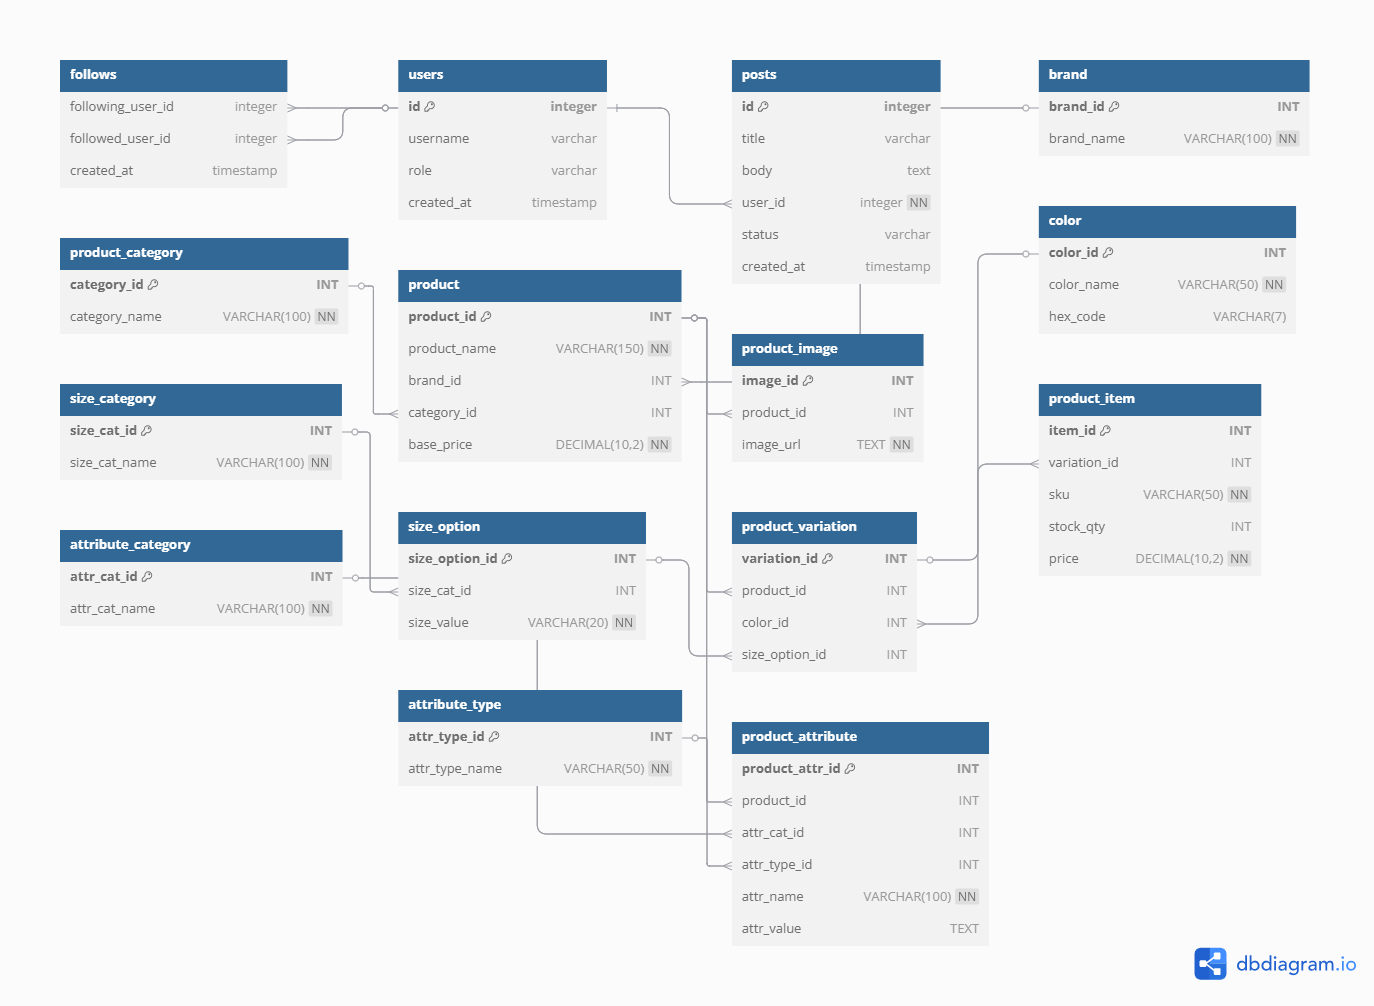 follows
following_user_id integer
followed_user_id integer
created_at timestamp
users
id integer
username varchar
role varchar
created_at timestamp
posts
id integer
title varchar
body text
user_id integer NN
status varchar
created_at timestamp
brand
brand_id INT
brand_name VARCHAR(100) NN
color
color_id INT
color_name VARCHAR(50) NN
hex_code VARCHAR(7)
product_category
category_id INT
category_name VARCHAR(100) NN
product
product_id INT
product_name VARCHAR(150) NN
brand_id INT
category_id INT
base_price DECIMAL(10,2) NN
product_image
image_id INT
product_id INT
image_url TEXT NN
size_category
size_cat_id INT
size_cat_name VARCHAR(100) NN
product_item
item_id INT
variation_id INT
sku VARCHAR(50) NN
stock_qty INT
price DECIMAL(10,2) NN
attribute_category
attr_cat_id INT
attr_cat_name VARCHAR(100) NN
size_option
size_option_id INT
size_cat_id INT
size_value VARCHAR(20) NN
product_variation
variation_id INT
product_id INT
color_id INT
size_option_id INT
attribute_type
attr_type_id INT
attr_type_name VARCHAR(50) NN
product_attribute
product_attr_id INT
product_id INT
attr_cat_id INT
attr_type_id INT
attr_name VARCHAR(100) NN
attr_value TEXT
dbdiagram.io